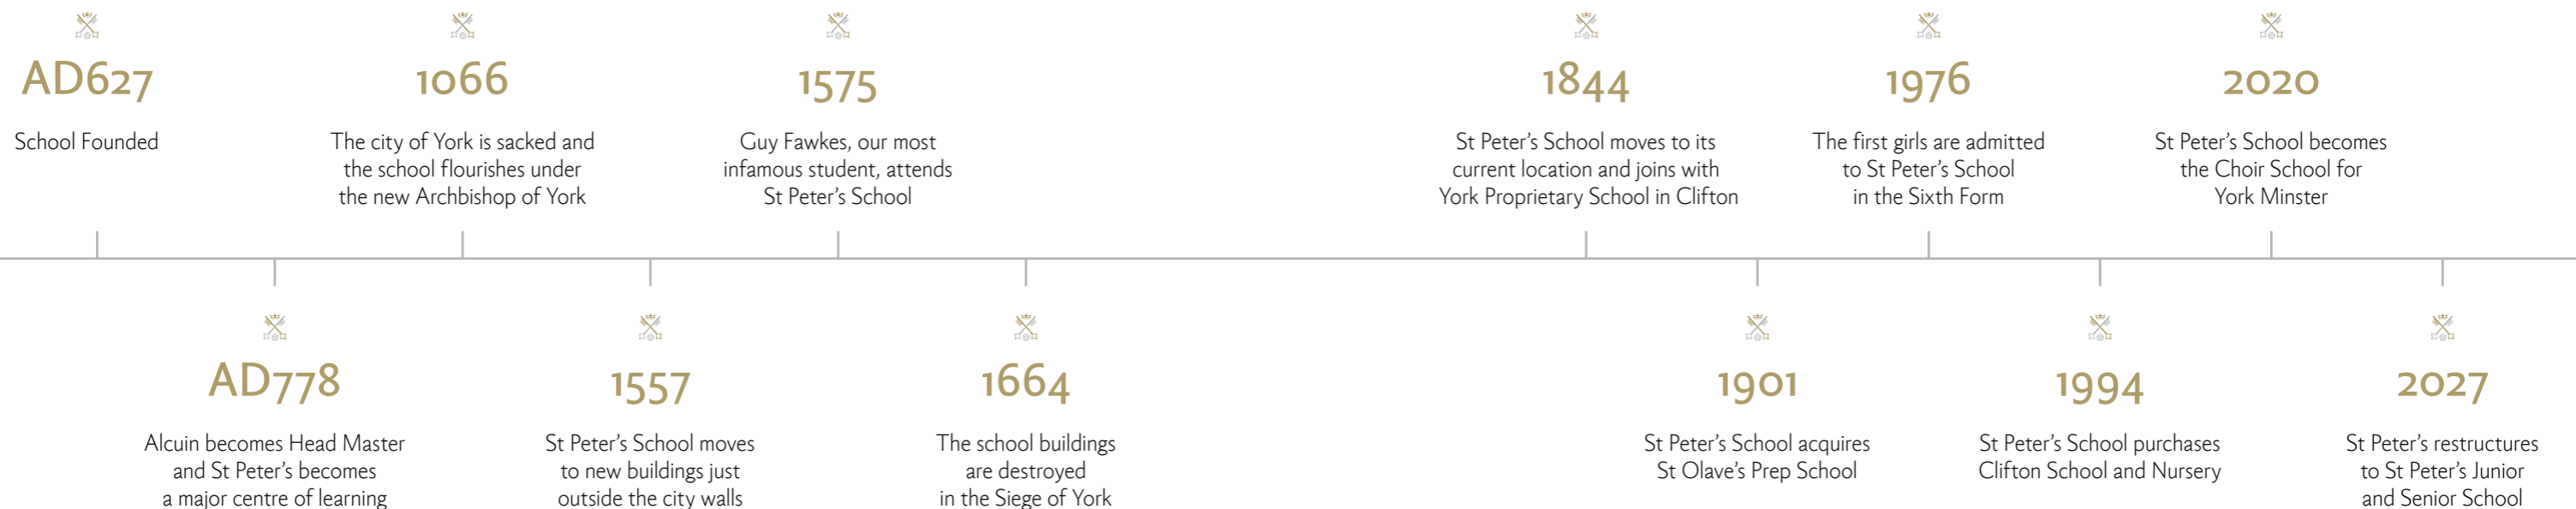 AD627
School Founded
AD778
Alcuin becomes Head Master
and St Peter's becomes
a major centre of learning
1066
The city of York is sacked and
the school flourishes under
the new Archbishop of York
1557
St Peter's School moves
to new buildings just
outside the city walls
1575
Guy Fawkes, our most
infamous student, attends
St Peter's School
1664
The school buildings
are destroyed
in the Siege of York
1844
St Peter's School moves to its
current location and joins with
York Proprietary School in Clifton
1901
St Peter's School acquires
St Olave's Prep School
1976
The first girls are admitted
to St Peter's School
in the Sixth Form
1994
St Peter's School purchases
Clifton School and Nursery
2020
St Peter's School becomes
the Choir School for
York Minster
2027
St Peter's restructures
to St Peter's Junior
and Senior School